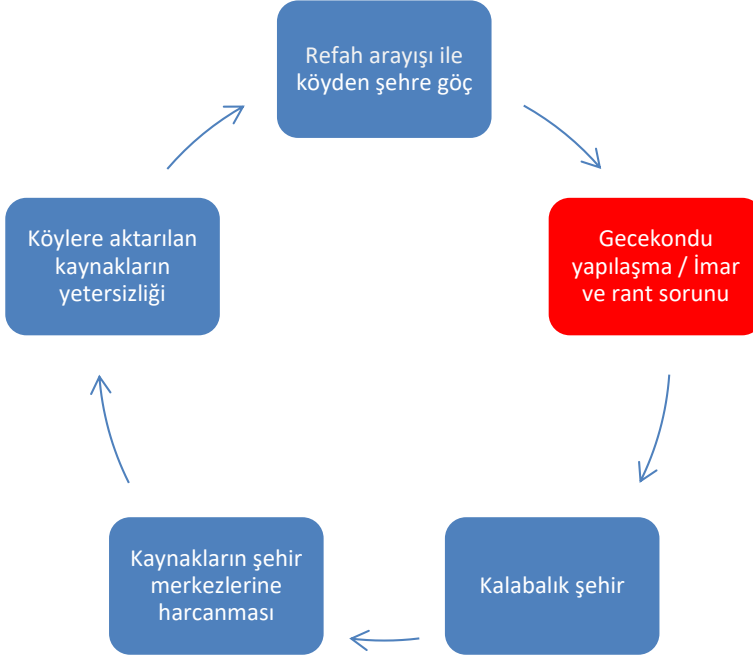 Refah arayışı ile
köyden şehre göç
Gecekondu
yapılaşma / İmar
ve rant sorunu
Kalabalık şehir
Kaynakların şehir
merkezlerine
harcanması
Köylere aktarılan
kaynakların
yetersizliği